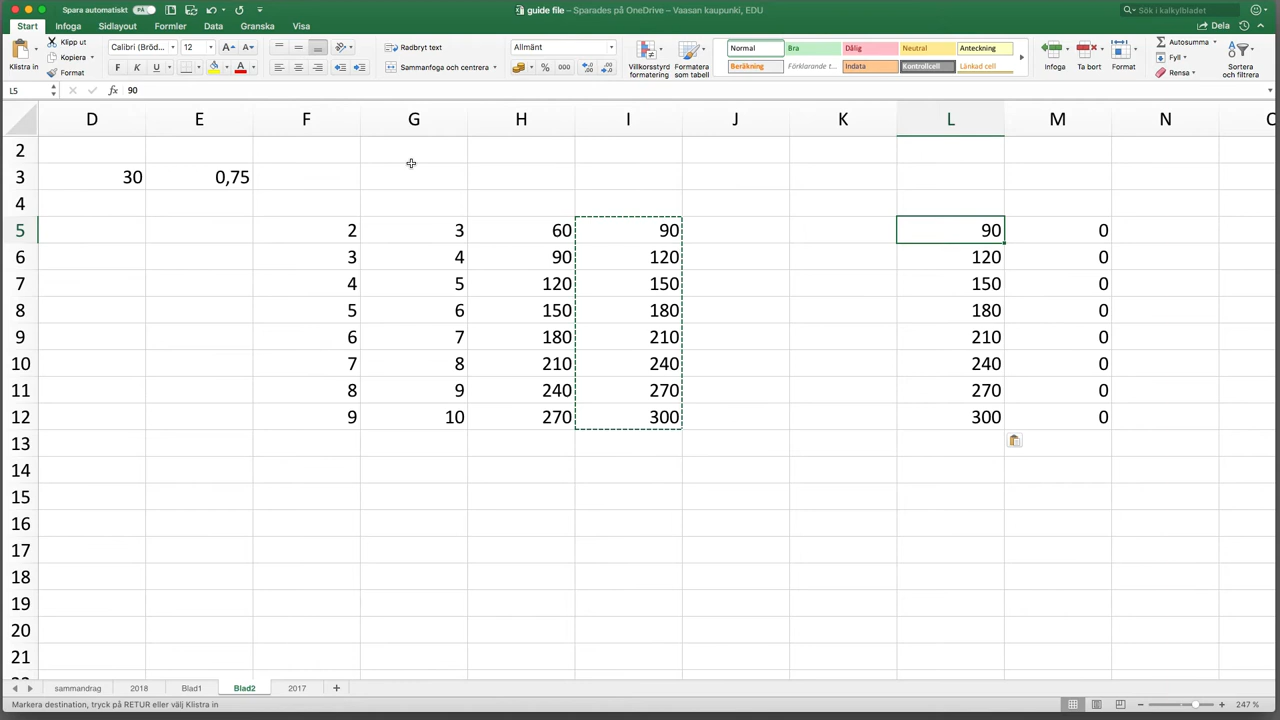 Spara automatiskt
guide file – Sparades på OneDrive – Vaasan kaupunki, EDU
Sök i kalkylbladet
Start Infoga Sidlayout Formler Data Granska Visa
Dela
Klistra in
Klipp ut
Kopiera
Format
Calibri (Bröd... 12
F K U
Radbryt text
Sammanfoga och centrera
Allmänt
% 000
Villkorsstyrd formatering
Formatera som tabell
Normal Bra Dålig Neutral Anteckning
Beräkning Förklarande t... Indata Kontrollcell Länkad cell
Infoga Ta bort Format
Autosumma
Fyll
Rensa
Sortera och filtrera
L5 fx 90
D E F G H I J K L M N O
2
3 30 0,75
4
5 2 3 60 90 90 0
6 3 4 90 120 120 0
7 4 5 120 150 150 0
8 5 6 150 180 180 0
9 6 7 180 210 210 0
10 7 8 210 240 240 0
11 8 9 240 270 270 0
12 9 10 270 300 300 0
13
14
15
16
17
18
19
20
21
sammandrag 2018 Blad1 Blad2 2017 +
Markera destination, tryck på RETUR eller välj Klistra in
247 %